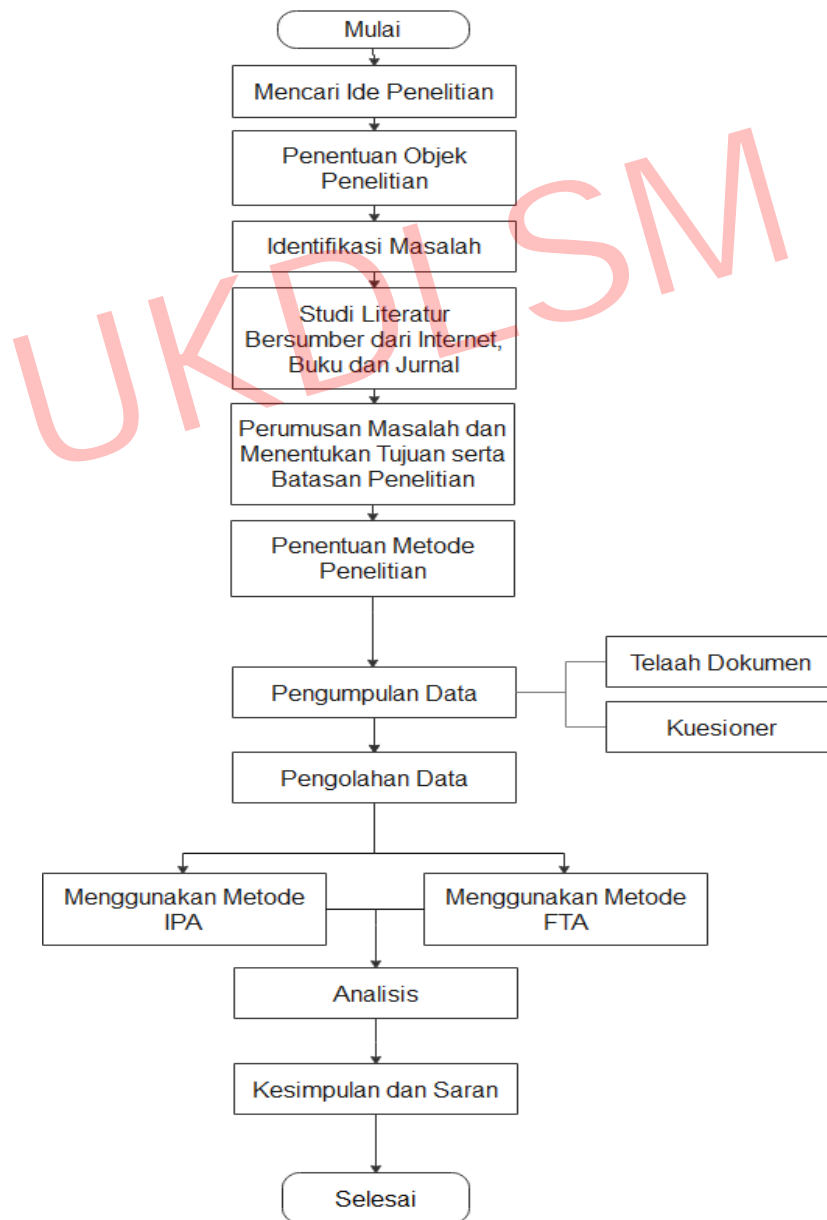 Mulai
Mencari Ide Penelitian
Penentuan Objek
Penelitian
Identifikasi Masalah
Studi Literatur
Bersumber dari Internet,
Buku dan Jurnal
Perumusan Masalah dan
Menentukan Tujuan serta
Batasan Penelitian
Penentuan Metode
Penelitian
Pengumpulan Data
Telaah Dokumen
Kuesioner
Pengolahan Data
Menggunakan Metode
IPA
Menggunakan Metode
FTA
Analisis
Kesimpulan dan Saran
Selesai
UKDLSM